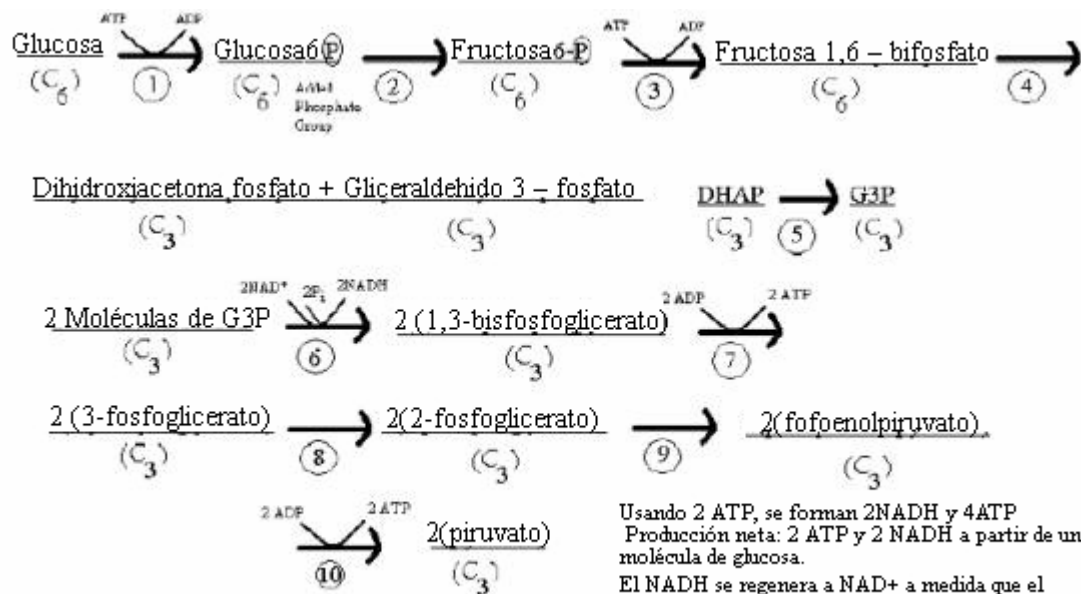 ATP ADP ATP ADP
Glucosa Glucosa6 P Fructosa6-P Fructosa 1,6 – bifosfato
(C6) 1 (C6) Added Phosphate Group 2 (C6) 3 (C6) 4
Dihidroxiacetona fosfato + Gliceraldehido 3 – fosfato DHAP G3P
(C3) (C3) (C3) 5 (C3)
2NAD+ 2Pi 2NADH 2 ADP 2 ATP
2 Moléculas de G3P 2 (1,3-bisfosfoglicerato)
(C3) 6 (C3) 7
2 (3-fosfoglicerato) 2(2-fosfoglicerato) 2(fofoenolpiruvato)
(C3) 8 (C3) 9 (C3)
2 ADP 2 ATP
2(piruvato)
10 (C3)
Usando 2 ATP, se forman 2NADH y 4ATP
Producción neta: 2 ATP y 2 NADH a partir de un
molécula de glucosa.
El NADH se regenera a NAD+ a medida que el